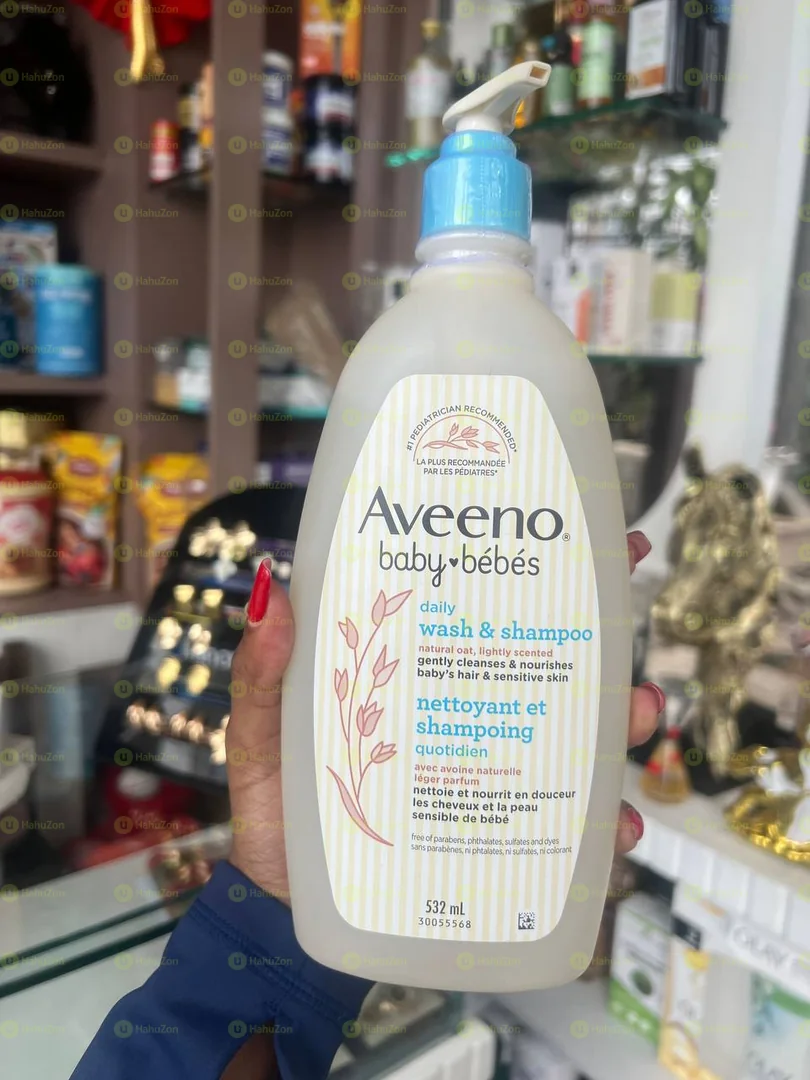 #1 PEDIATRICIAN RECOMMENDED*
LA PLUS RECOMMANDÉE
PAR LES PÉDIATRES*
Aveeno®
baby♥bébés
daily
wash & shampoo
natural oat, lightly scented
gently cleanses & nourishes
baby's hair & sensitive skin
nettoyant et
shampoing
quotidien
avec avoine naturelle
léger parfum
nettoie et nourrit en douceur
les cheveux et la peau
sensible de bébé
free of parabens, phthalates, sulfates and dyes
sans parabènes, ni phtalates, ni sulfates, ni colorant
532 mL
30055568
OLAY
HahuZon